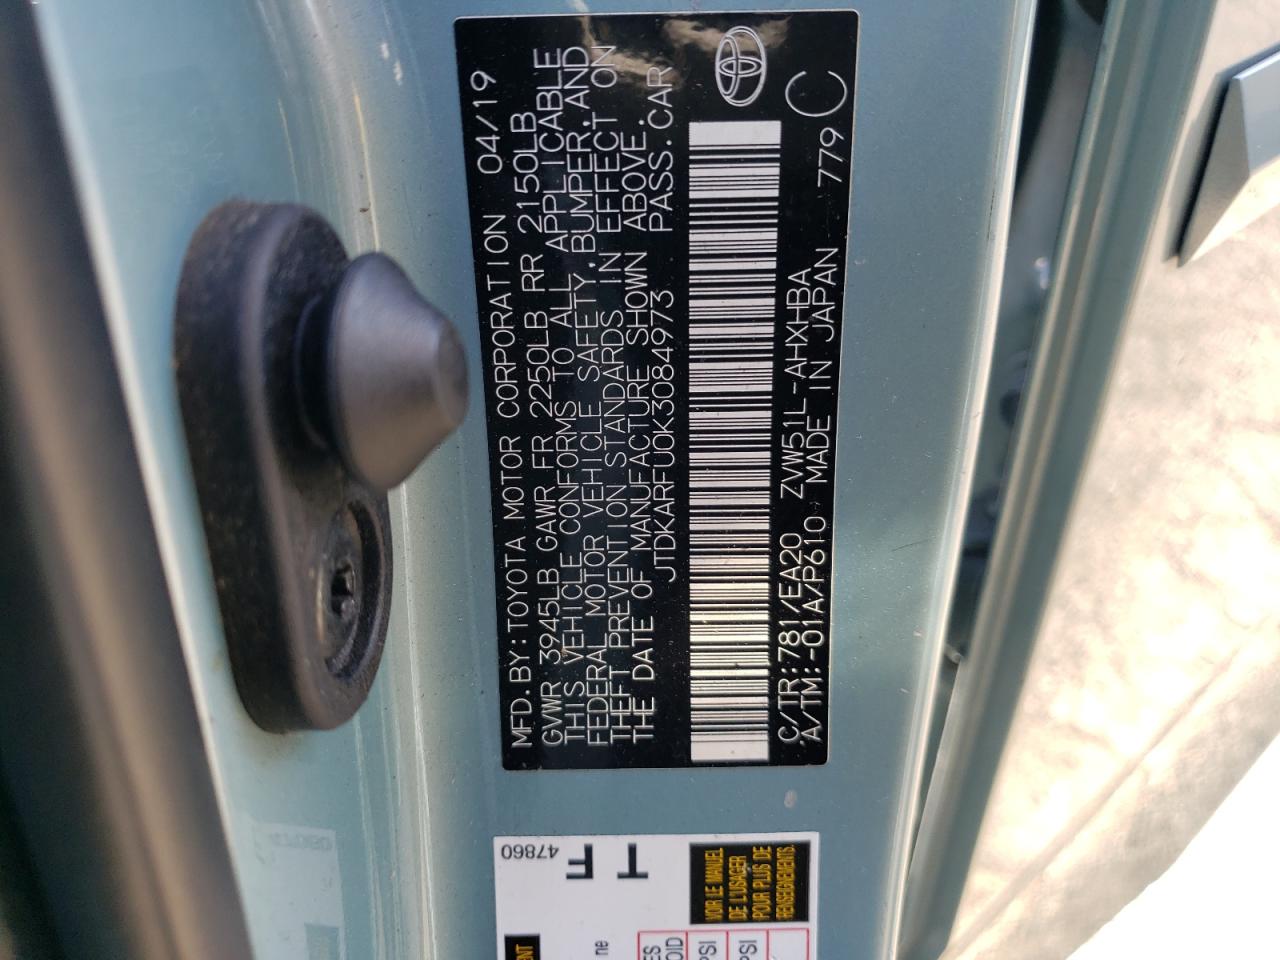 MFD.BY:TOYOTA MOTOR CORPORATION 04/19
GVWR 3945LB GAWR FR 2250LB RR 2150LB
THIS VEHICLE CONFORMS TO ALL APPLICABLE
FEDERAL MOTOR VEHICLE SAFETY,BUMPER,AND
THEFT PREVENTION STANDARDS IN EFFECT ON
THE DATE OF MANUFACTURE SHOWN ABOVE.
JTDKARFU0K3084973 PASS.CAR
C/TR:781/EA20 ZVW51L-AHXHBA
A/TM:-01A/P610 MADE IN JAPAN 779
C
47860
TF
VOIR LE MANUEL
DE L'USAGER
POUR PLUS DE
RENSEIGNEMENTS.
PSI
PSI